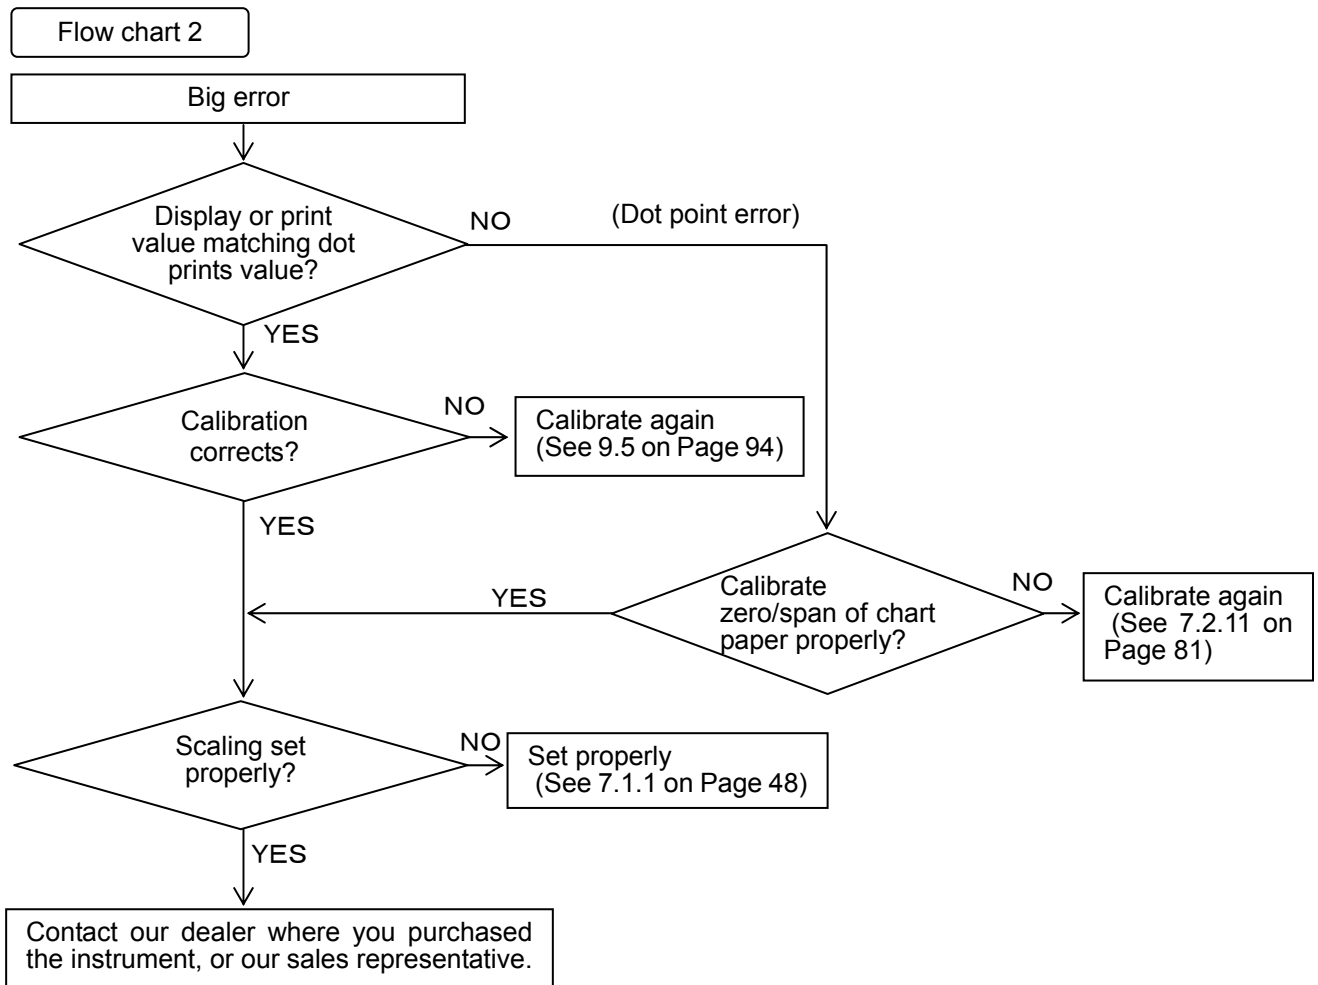 Flow chart 2
Big error
Display or print
value matching dot
prints value?
NO
(Dot point error)
YES
Calibration
corrects?
NO
Calibrate again
(See 9.5 on Page 94)
YES
Calibrate
zero/span of chart
paper properly?
YES
NO
Calibrate again
(See 7.2.11 on
Page 81)
Scaling set
properly?
NO
Set properly
(See 7.1.1 on Page 48)
YES
Contact our dealer where you purchased
the instrument, or our sales representative.